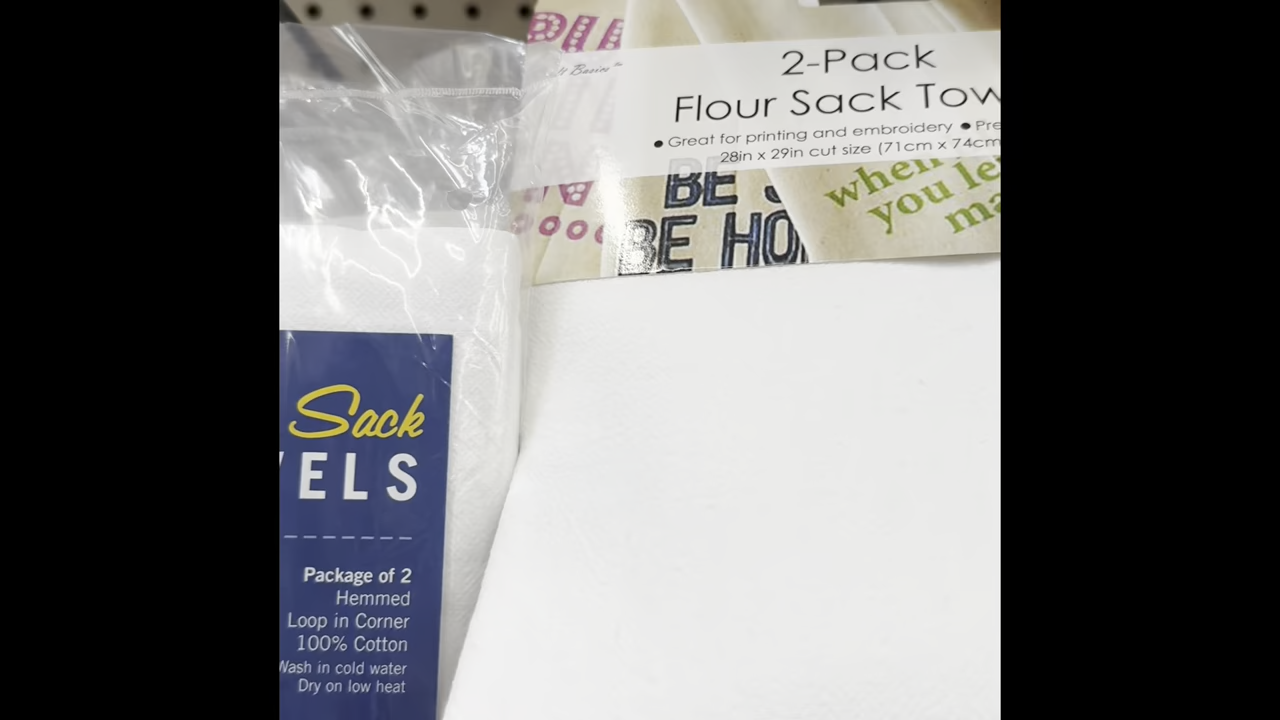 2-Pack
Flour Sack Tow
• Great for printing and embroidery • Pre
28in x 29in cut size (71cm x 74cm
BE
BE HO
when
you le
ma
Sack
ELS
Package of 2
Hemmed
Loop in Corner
100% Cotton
Wash in cold water
Dry on low heat